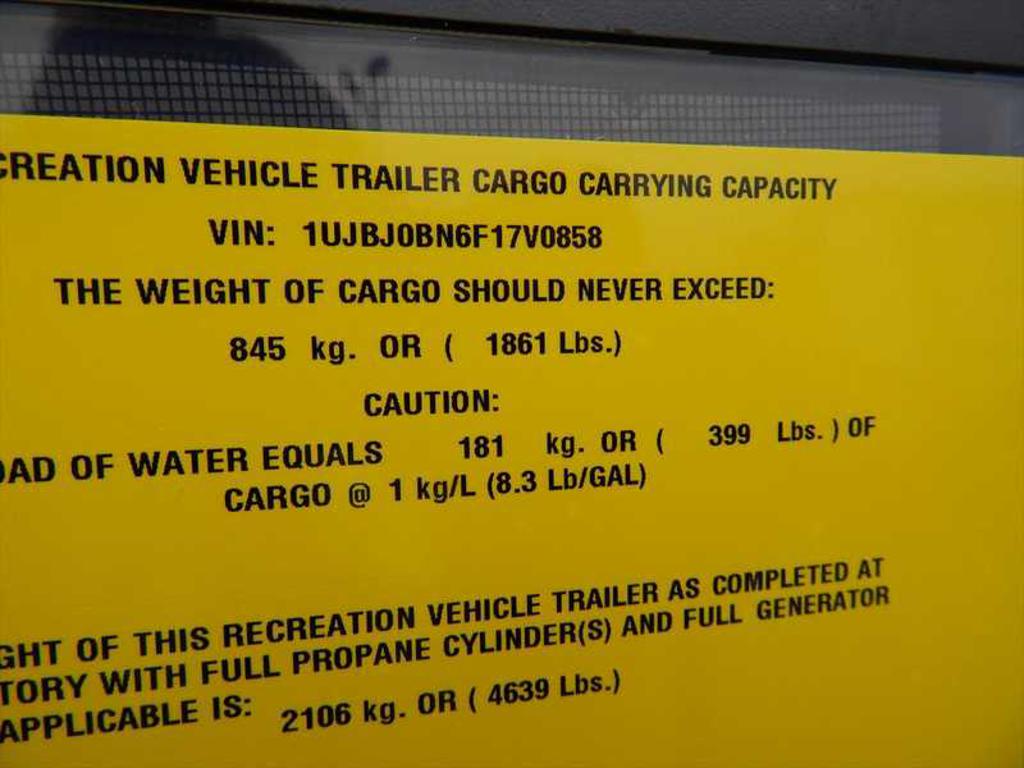 CREATION VEHICLE TRAILER CARGO CARRYING CAPACITY
VIN: 1UJBJ0BN6F17V0858
THE WEIGHT OF CARGO SHOULD NEVER EXCEED:
845 kg. OR ( 1861 Lbs.)
CAUTION:
OAD OF WATER EQUALS 181 kg. OR ( 399 Lbs. ) OF
CARGO @ 1 kg/L (8.3 Lb/GAL)
GHT OF THIS RECREATION VEHICLE TRAILER AS COMPLETED AT
TORY WITH FULL PROPANE CYLINDER(S) AND FULL GENERATOR
APPLICABLE IS: 2106 kg. OR ( 4639 Lbs.)